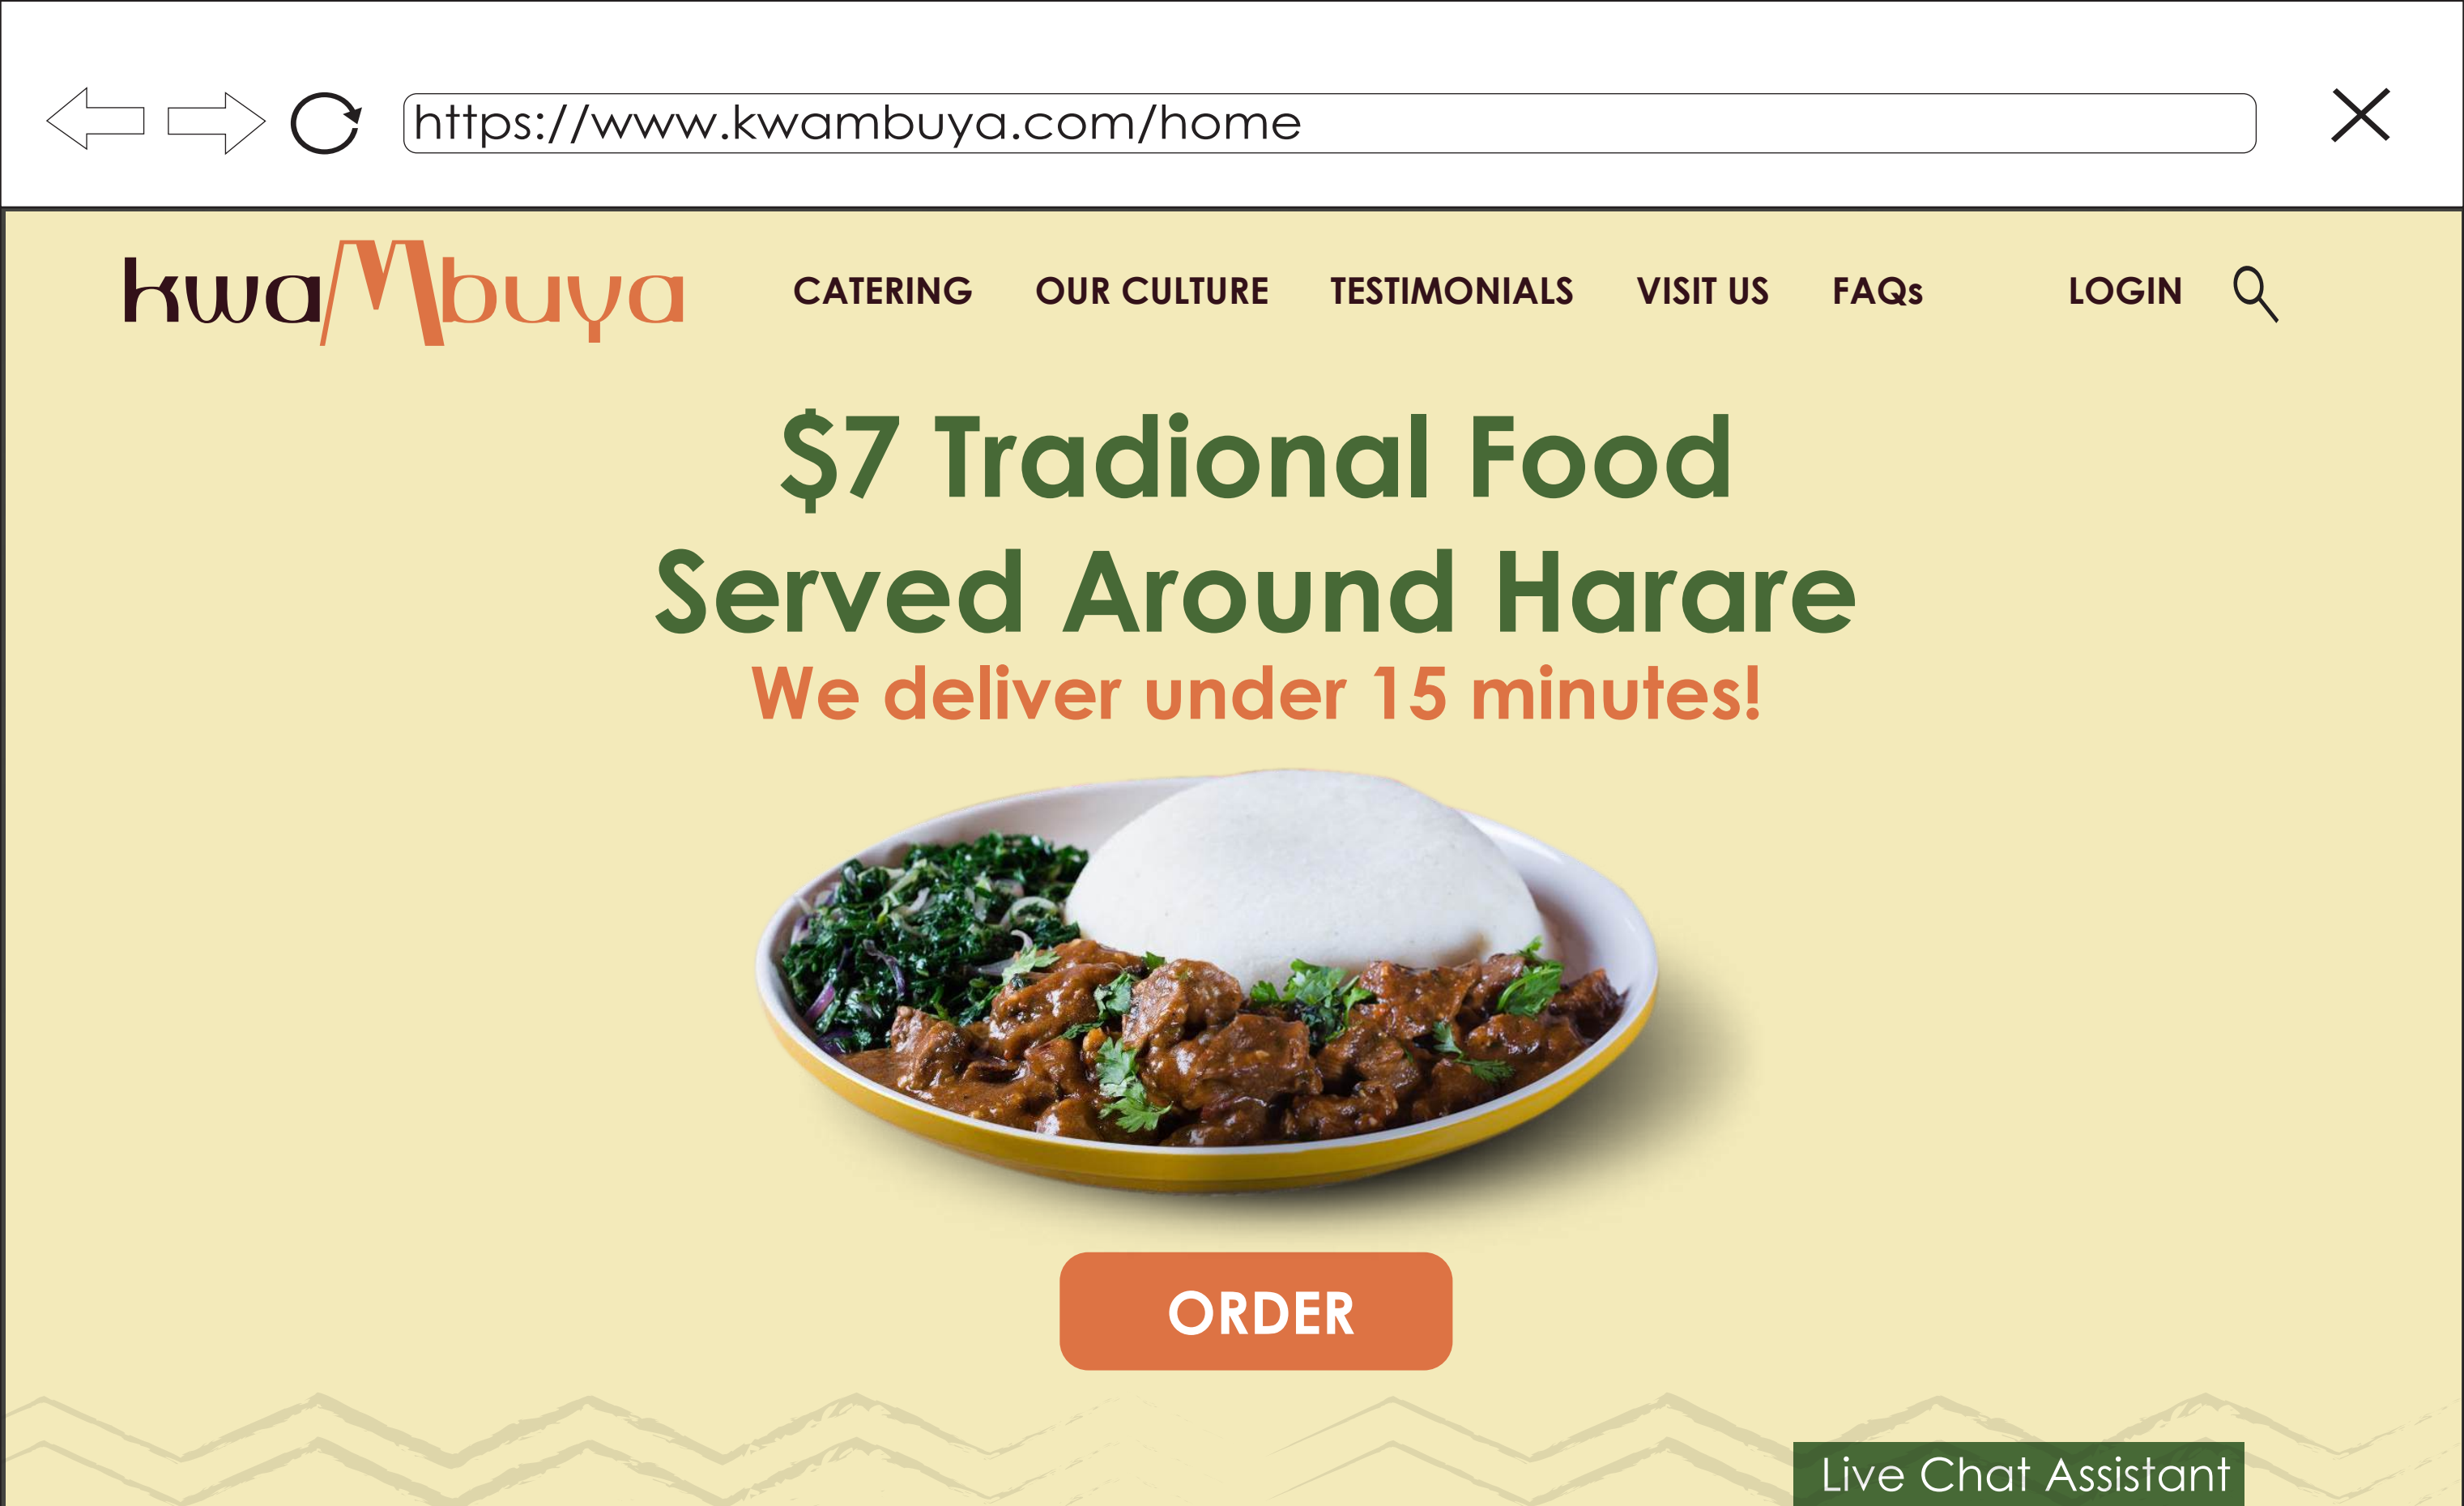 https://www.kwambuya.com/home
kwaMbuya
CATERING OUR CULTURE TESTIMONIALS VISIT US FAQs LOGIN
$7 Tradional Food
Served Around Harare
We deliver under 15 minutes!
ORDER
Live Chat Assistant